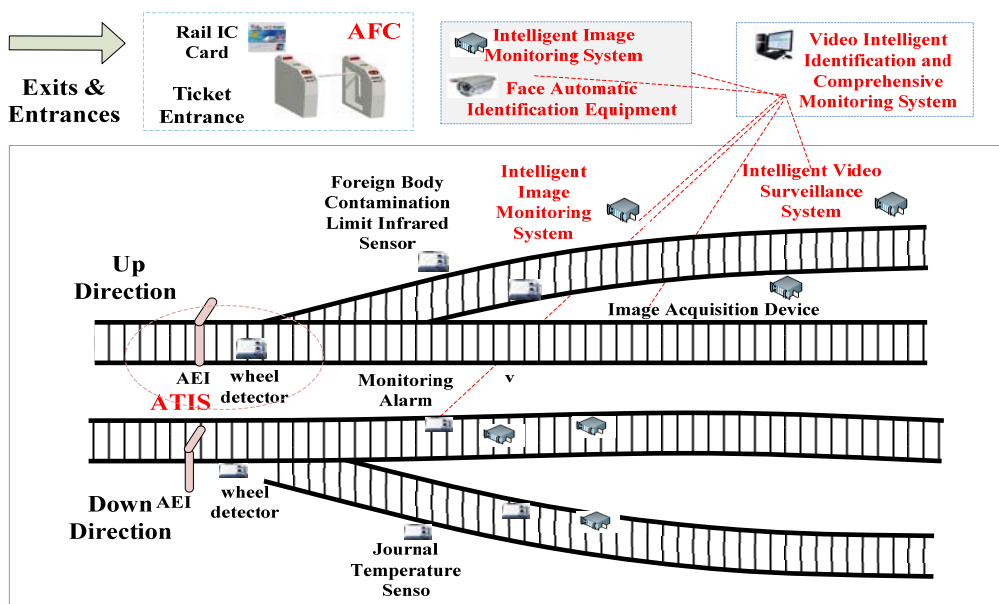 Exits &
Entrances
Rail IC
Card
AFC
Ticket
Entrance
Intelligent Image
Monitoring System
Face Automatic
Identification Equipment
Video Intelligent
Identification and
Comprehensive
Monitoring System
Foreign Body
Contamination
Limit Infrared
Sensor
Intelligent
Image
Monitoring
System
Intelligent Video
Surveillance
System
Up
Direction
Image Acquisition Device
AEI
wheel
detector
ATIS
Monitoring
Alarm
v
Down
Direction
AEI
wheel
detector
Journal
Temperature
Senso